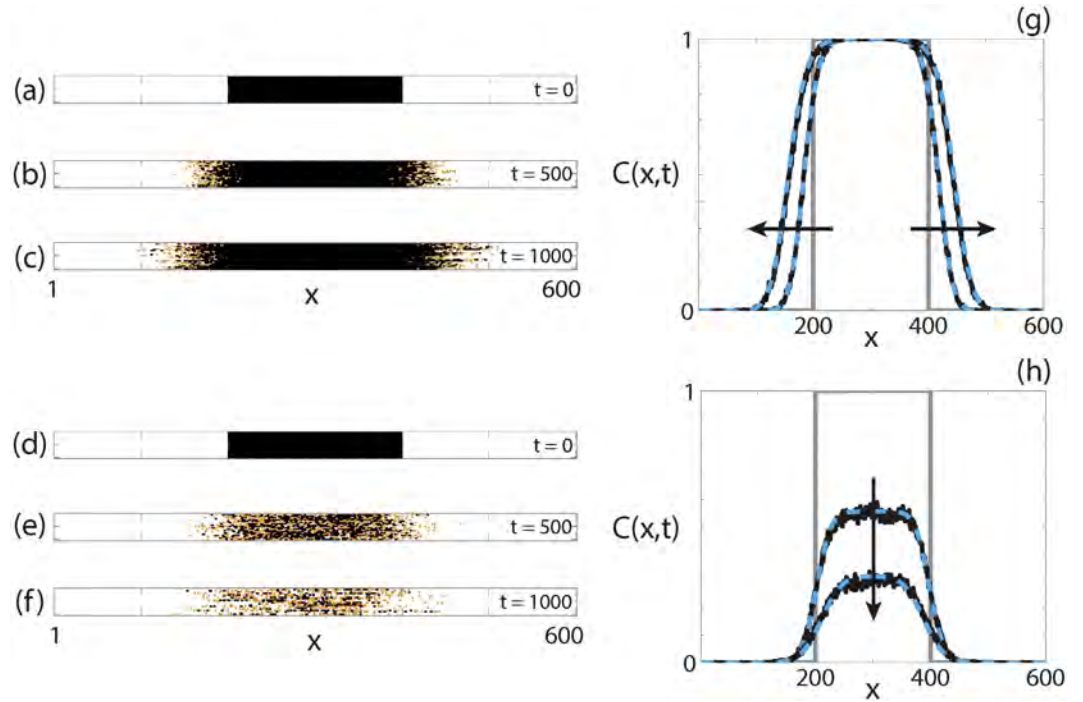 (a) t = 0
(b) t = 500
(c) t = 1000
1 x 600
(d) t = 0
(e) t = 500
(f) t = 1000
1 x 600
(g)
1
C(x,t)
0
200 400 600
x
(h)
1
C(x,t)
0
200 400 600
x